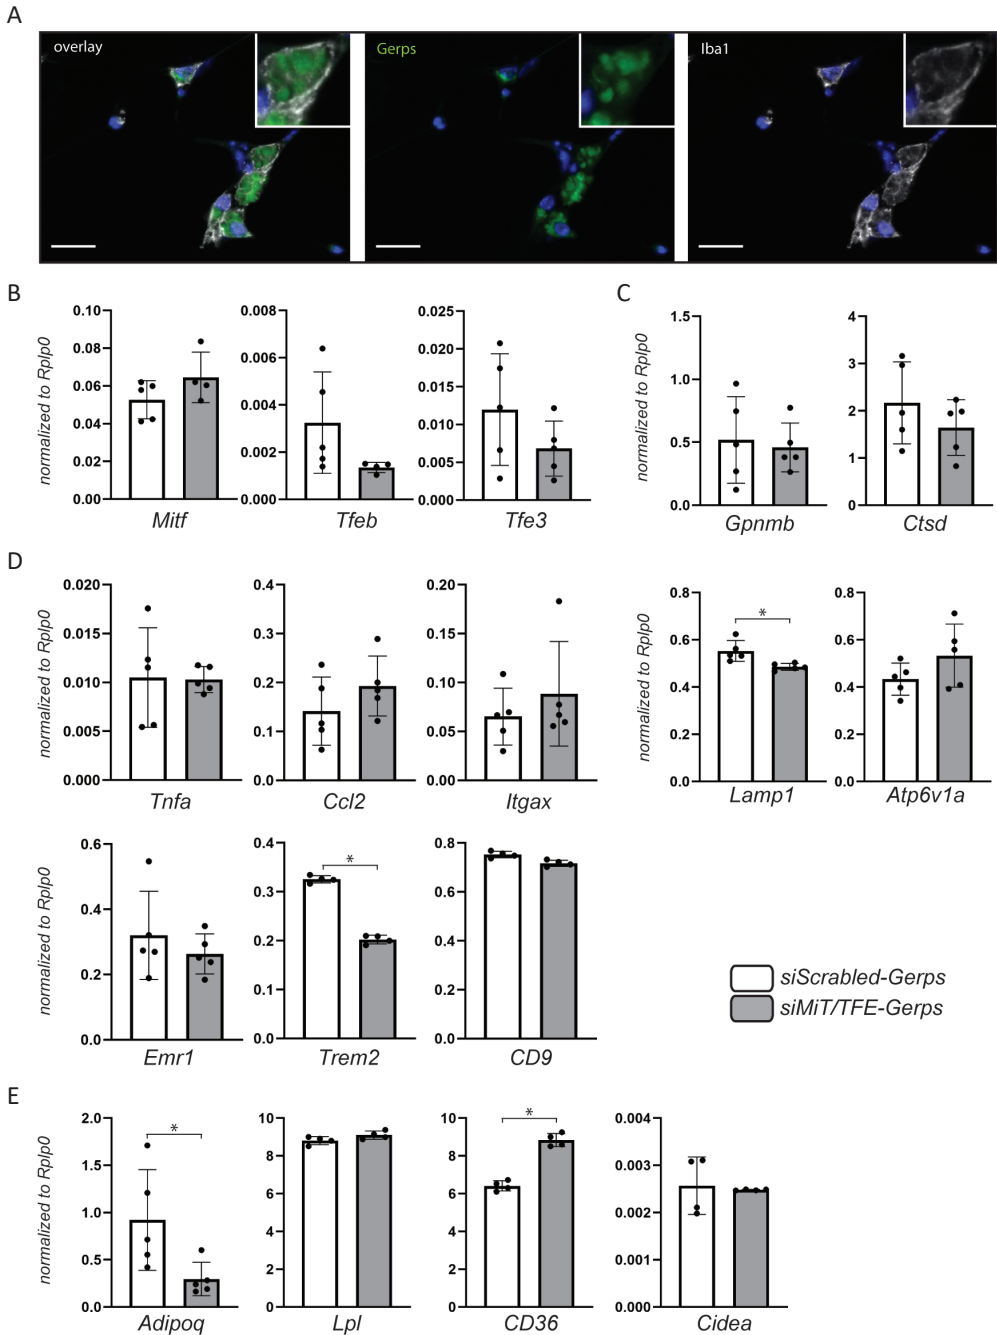 A
overlay
Gerps
Iba1
B
C
normalized to Rplp0
0.10
0.08
0.06
0.04
0.02
0.00
Mitf
0.008
0.006
0.004
0.002
0.000
Tfeb
0.025
0.020
0.015
0.010
0.005
0.000
Tfe3
normalized to Rplp0
1.5
1.0
0.5
0.0
Gpnmb
4
3
2
1
0
Ctsd
D
normalized to Rplp0
0.020
0.015
0.010
0.005
0.000
Tnfa
0.4
0.3
0.2
0.1
0.0
Ccl2
0.20
0.15
0.10
0.05
0.00
Itgax
normalized to Rplp0
0.8
0.6
0.4
0.2
0.0
*
Lamp1
0.8
0.6
0.4
0.2
0.0
Atp6v1a
normalized to Rplp0
0.6
0.4
0.2
0.0
Emr1
0.4
0.3
0.2
0.1
0.0
*
Trem2
0.8
0.6
0.4
0.2
0.0
CD9
siScrabled-Gerps
siMiT/TFE-Gerps
E
normalized to Rplp0
2.0
1.5
1.0
0.5
0.0
*
Adipoq
10
8
6
4
2
0
Lpl
10
8
6
4
2
0
*
CD36
0.004
0.003
0.002
0.001
0.000
Cidea